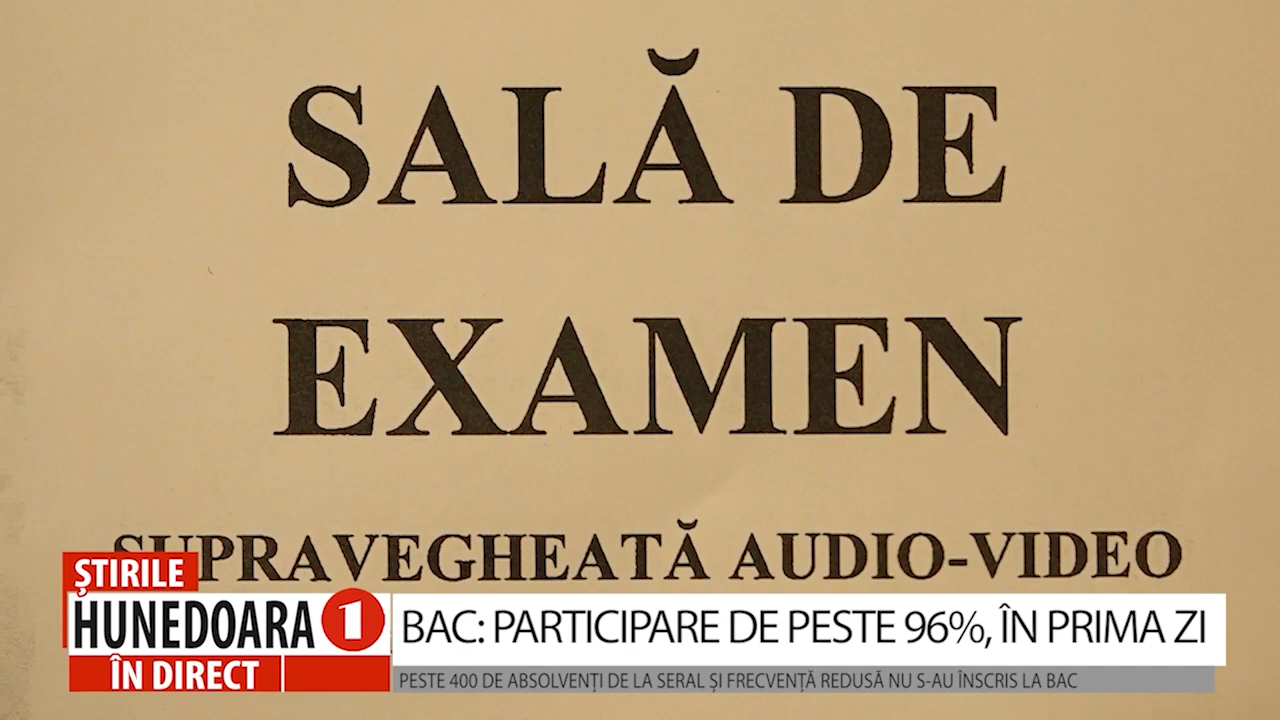 SALĂ DE
EXAMEN
SUPRAVEGHEATĂ AUDIO-VIDEO
ȘTIRILE
HUNEDOARA 1
ÎN DIRECT
BAC: PARTICIPARE DE PESTE 96%, ÎN PRIMA ZI
PESTE 400 DE ABSOLVENȚI DE LA SERAL ȘI FRECVENȚĂ REDUSĂ NU S-AU ÎNSCRIS LA BAC